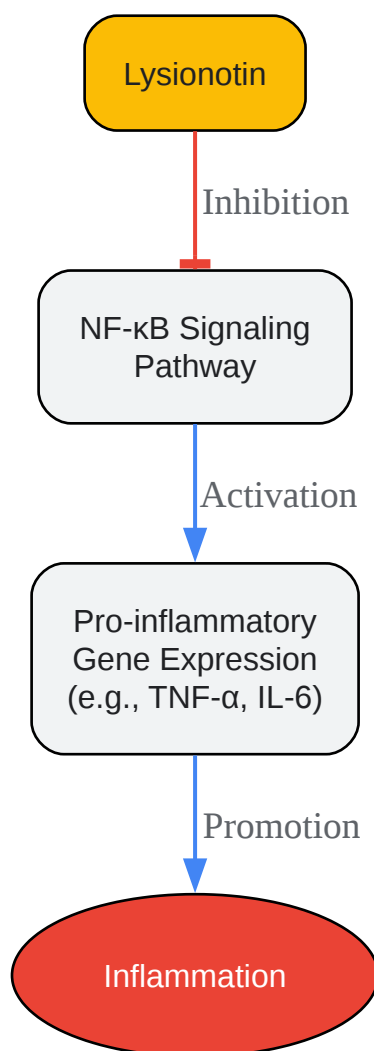 Lysionotin
Inhibition
NF-κB Signaling
Pathway
Activation
Pro-inflammatory
Gene Expression
(e.g., TNF-α, IL-6)
Promotion
Inflammation